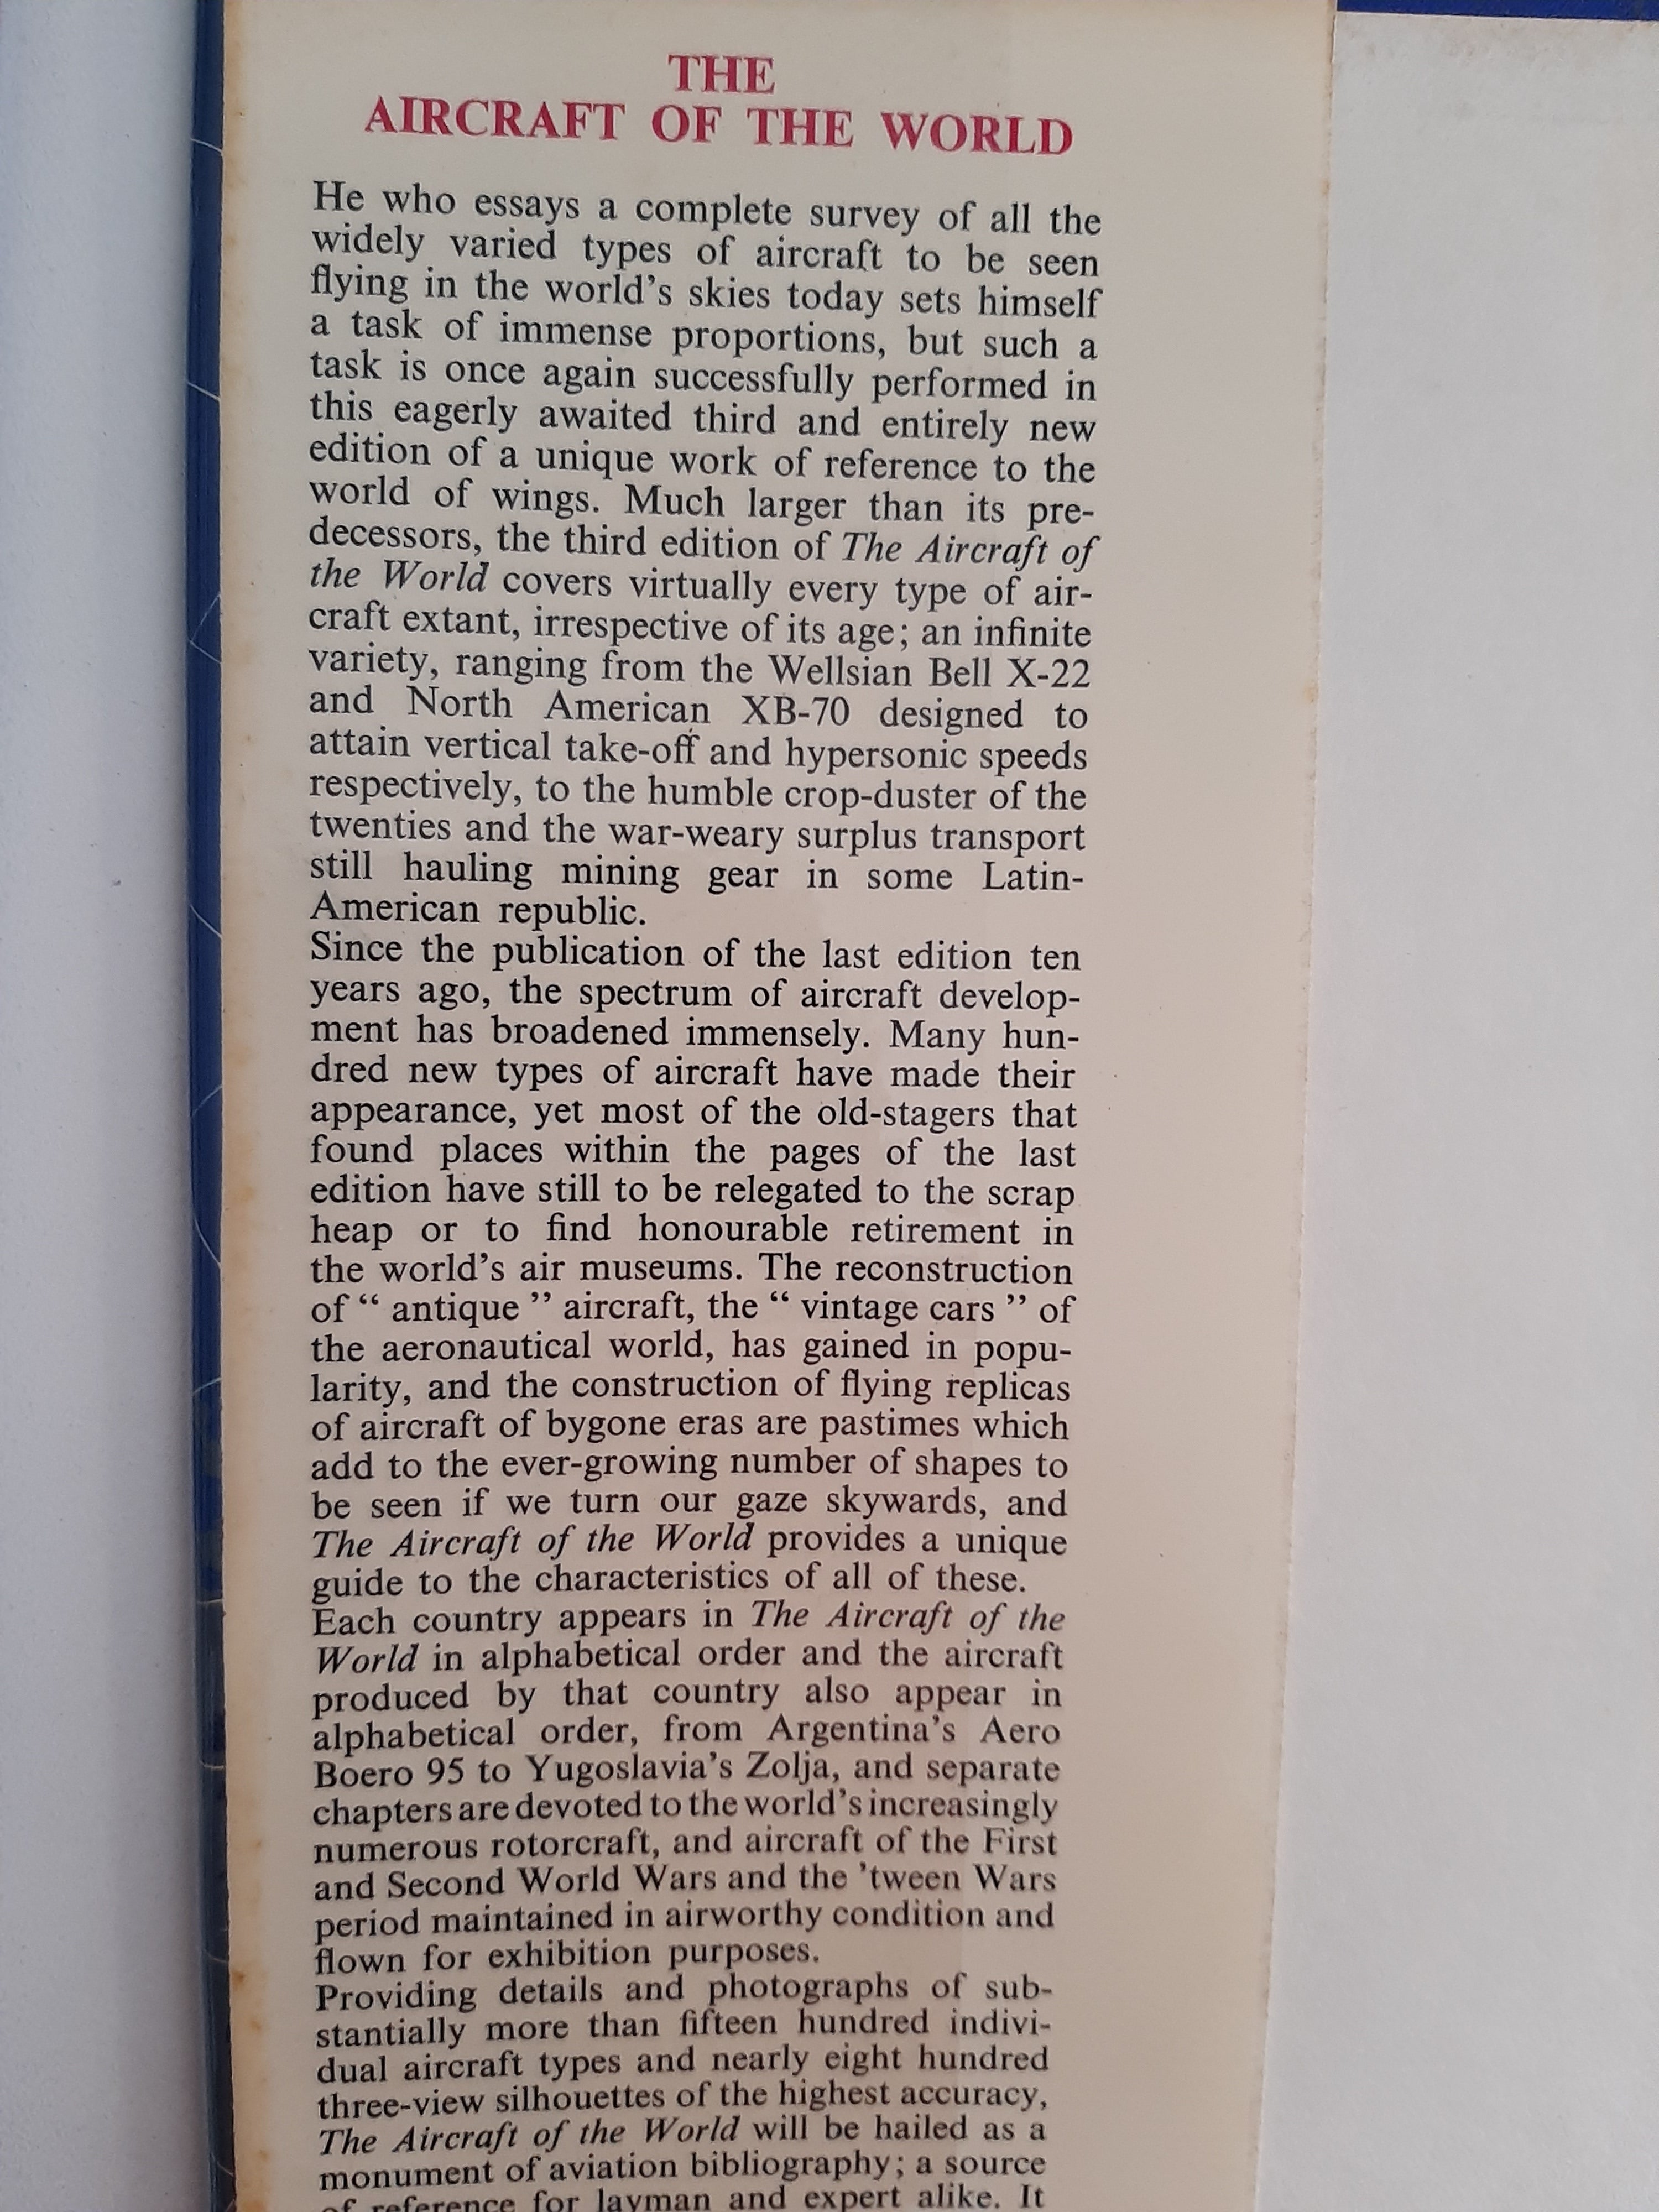 THE
AIRCRAFT OF THE WORLD
He who essays a complete survey of all the
widely varied types of aircraft to be seen
flying in the world's skies today sets himself
a task of immense proportions, but such a
task is once again successfully performed in
this eagerly awaited third and entirely new
edition of a unique work of reference to the
world of wings. Much larger than its pre-
decessors, the third edition of The Aircraft of
the World covers virtually every type of air-
craft extant, irrespective of its age; an infinite
variety, ranging from the Wellsian Bell X-22
and North American XB-70 designed to
attain vertical take-off and hypersonic speeds
respectively, to the humble crop-duster of the
twenties and the war-weary surplus transport
still hauling mining gear in some Latin-
American republic.
Since the publication of the last edition ten
years ago, the spectrum of aircraft develop-
ment has broadened immensely. Many hun-
dred new types of aircraft have made their
appearance, yet most of the old-stagers that
found places within the pages of the last
edition have still to be relegated to the scrap
heap or to find honourable retirement in
the world's air museums. The reconstruction
of “ antique ” aircraft, the “ vintage cars ” of
the aeronautical world, has gained in popu-
larity, and the construction of flying replicas
of aircraft of bygone eras are pastimes which
add to the ever-growing number of shapes to
be seen if we turn our gaze skywards, and
The Aircraft of the World provides a unique
guide to the characteristics of all of these.
Each country appears in The Aircraft of the
World in alphabetical order and the aircraft
produced by that country also appear in
alphabetical order, from Argentina's Aero
Boero 95 to Yugoslavia's Zolja, and separate
chapters are devoted to the world's increasingly
numerous rotorcraft, and aircraft of the First
and Second World Wars and the 'tween Wars
period maintained in airworthy condition and
flown for exhibition purposes.
Providing details and photographs of sub-
stantially more than fifteen hundred indivi-
dual aircraft types and nearly eight hundred
three-view silhouettes of the highest accuracy,
The Aircraft of the World will be hailed as a
monument of aviation bibliography; a source
of reference for layman and expert alike. It